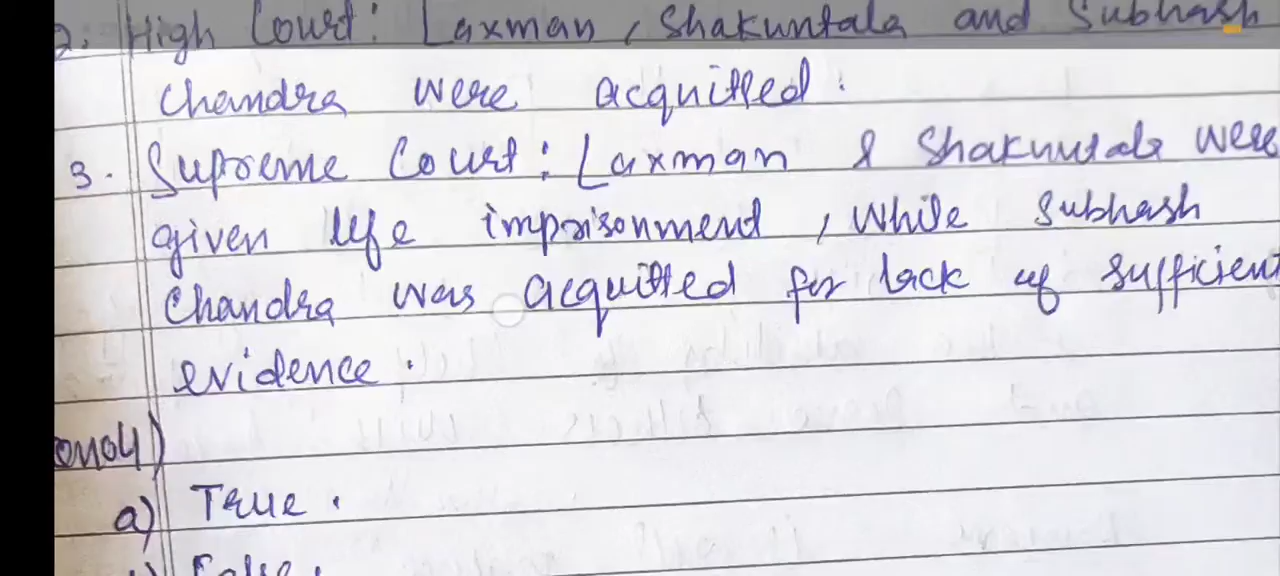 2. High Court: Laxman, Shakuntala and Subhash
Chandra were acquitted.
3. Supreme Court: Laxman & Shakuntala were
given life imprisonment, while Subhash
Chandra was acquitted for lack of sufficient
evidence.
a) True.
False.